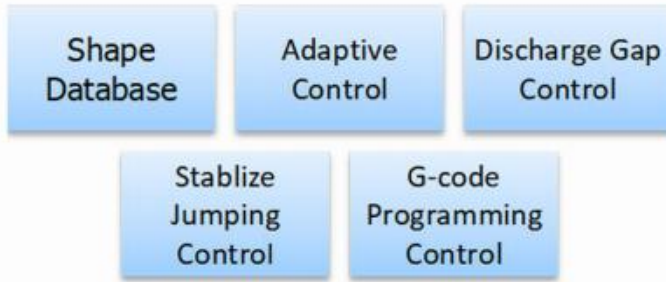 Shape
Database
Adaptive
Control
Discharge Gap
Control
Stablize
Jumping
Control
G-code
Programming
Control